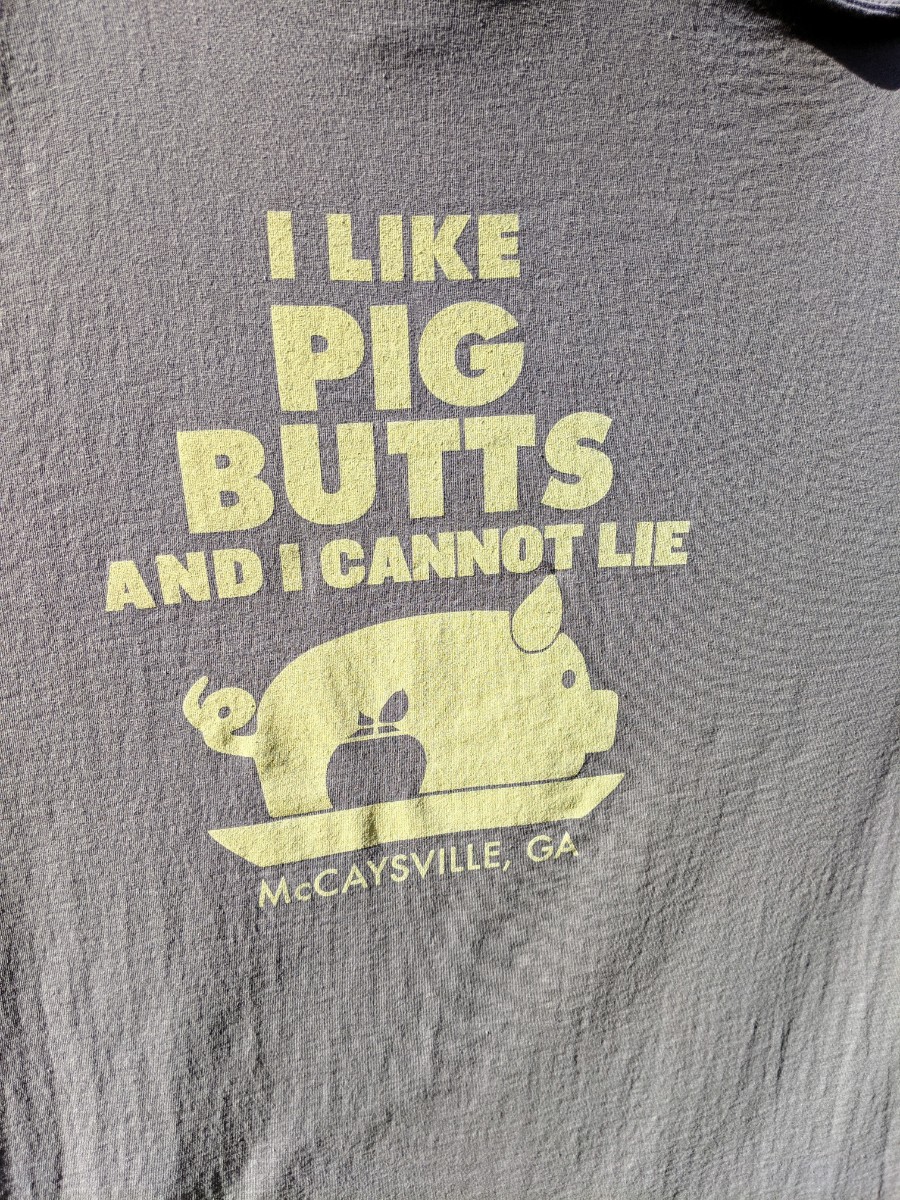 I LIKE
PIG
BUTTS
AND I CANNOT LIE
McCAYSVILLE, GA